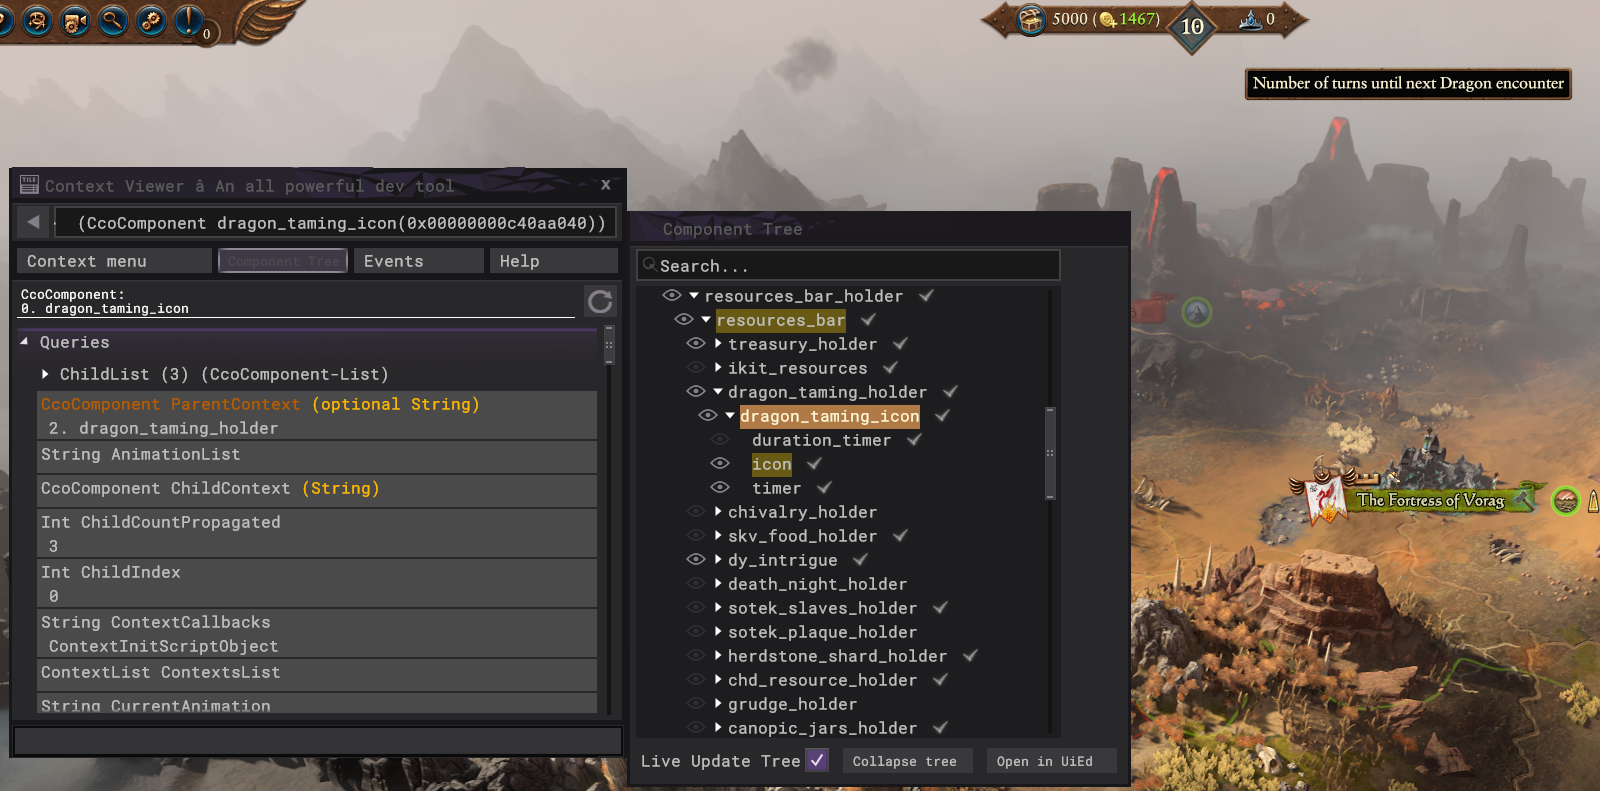 0
5000 (1467)
10
0
Number of turns until next Dragon encounter
TILE
Context Viewer â An all powerful dev tool
x
(CcoComponent dragon_taming_icon(0x00000000c40aa040))
Context menu
Component Tree
Events
Help
CcoComponent:
0. dragon_taming_icon
Queries
ChildList (3) (CcoComponent-List)
CcoComponent ParentContext (optional String)
2. dragon_taming_holder
String AnimationList
CcoComponent ChildContext (String)
Int ChildCountPropagated
3
Int ChildIndex
0
String ContextCallbacks
ContextInitScriptObject
ContextList ContextsList
String CurrentAnimation
Component Tree
Search...
resources_bar_holder
resources_bar
treasury_holder
ikit_resources
dragon_taming_holder
dragon_taming_icon
duration_timer
icon
timer
chivalry_holder
skv_food_holder
dy_intrigue
death_night_holder
sotek_slaves_holder
sotek_plaque_holder
herdstone_shard_holder
chd_resource_holder
grudge_holder
canopic_jars_holder
Live Update Tree
Collapse tree
Open in UiEd
The Fortress of Vorag